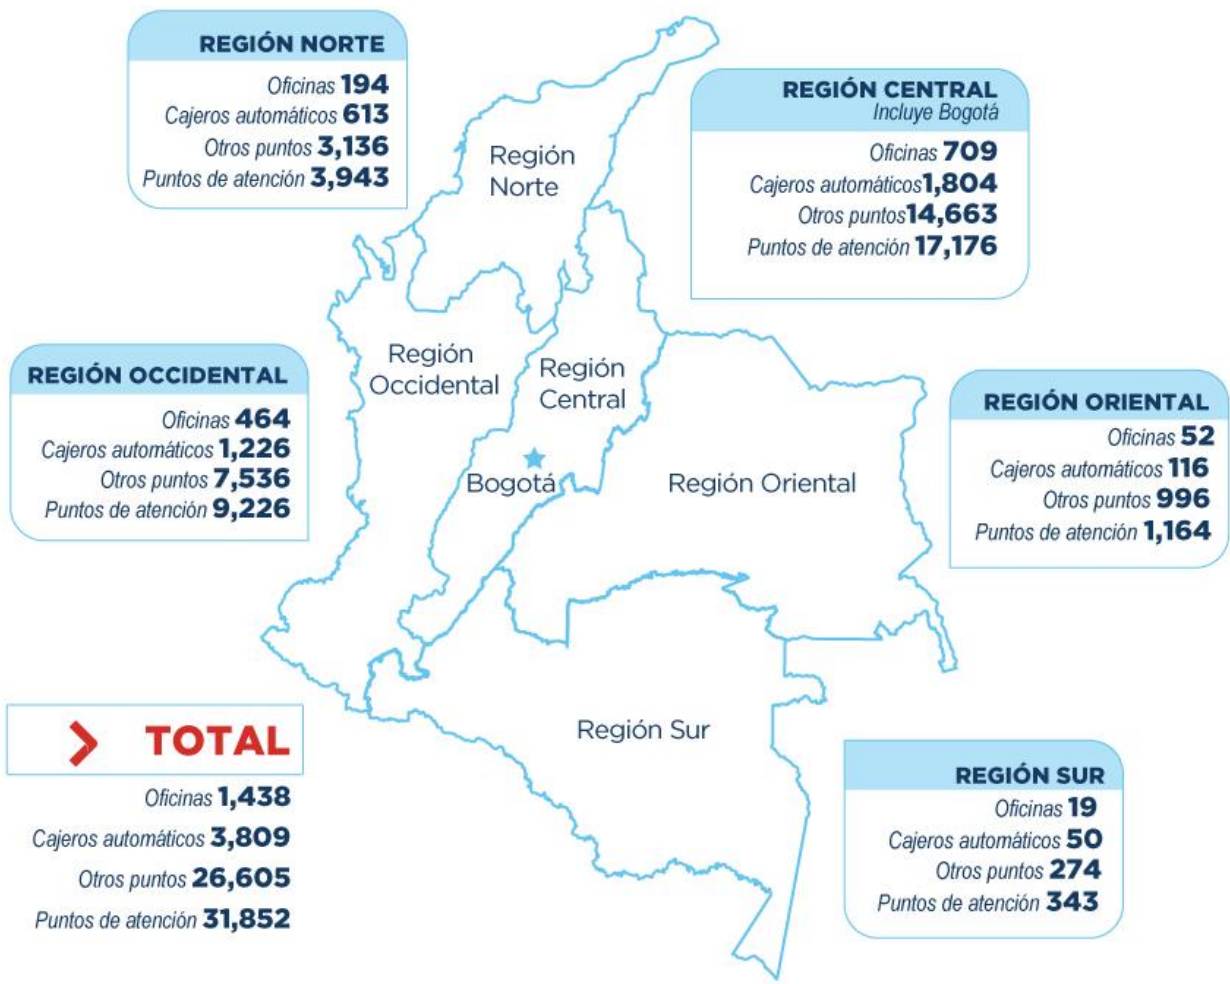 REGIÓN NORTE
Oficinas 194
Cajeros automáticos 613
Otros puntos 3,136
Puntos de atención 3,943
REGIÓN CENTRAL
Incluye Bogotá
Oficinas 709
Cajeros automáticos 1,804
Otros puntos 14,663
Puntos de atención 17,176
Región
Norte
Región
Occidental
Región
Central
Bogotá
Región Oriental
Región Sur
REGIÓN OCCIDENTAL
Oficinas 464
Cajeros automáticos 1,226
Otros puntos 7,536
Puntos de atención 9,226
REGIÓN ORIENTAL
Oficinas 52
Cajeros automáticos 116
Otros puntos 996
Puntos de atención 1,164
> TOTAL
Oficinas 1,438
Cajeros automáticos 3,809
Otros puntos 26,605
Puntos de atención 31,852
REGIÓN SUR
Oficinas 19
Cajeros automáticos 50
Otros puntos 274
Puntos de atención 343